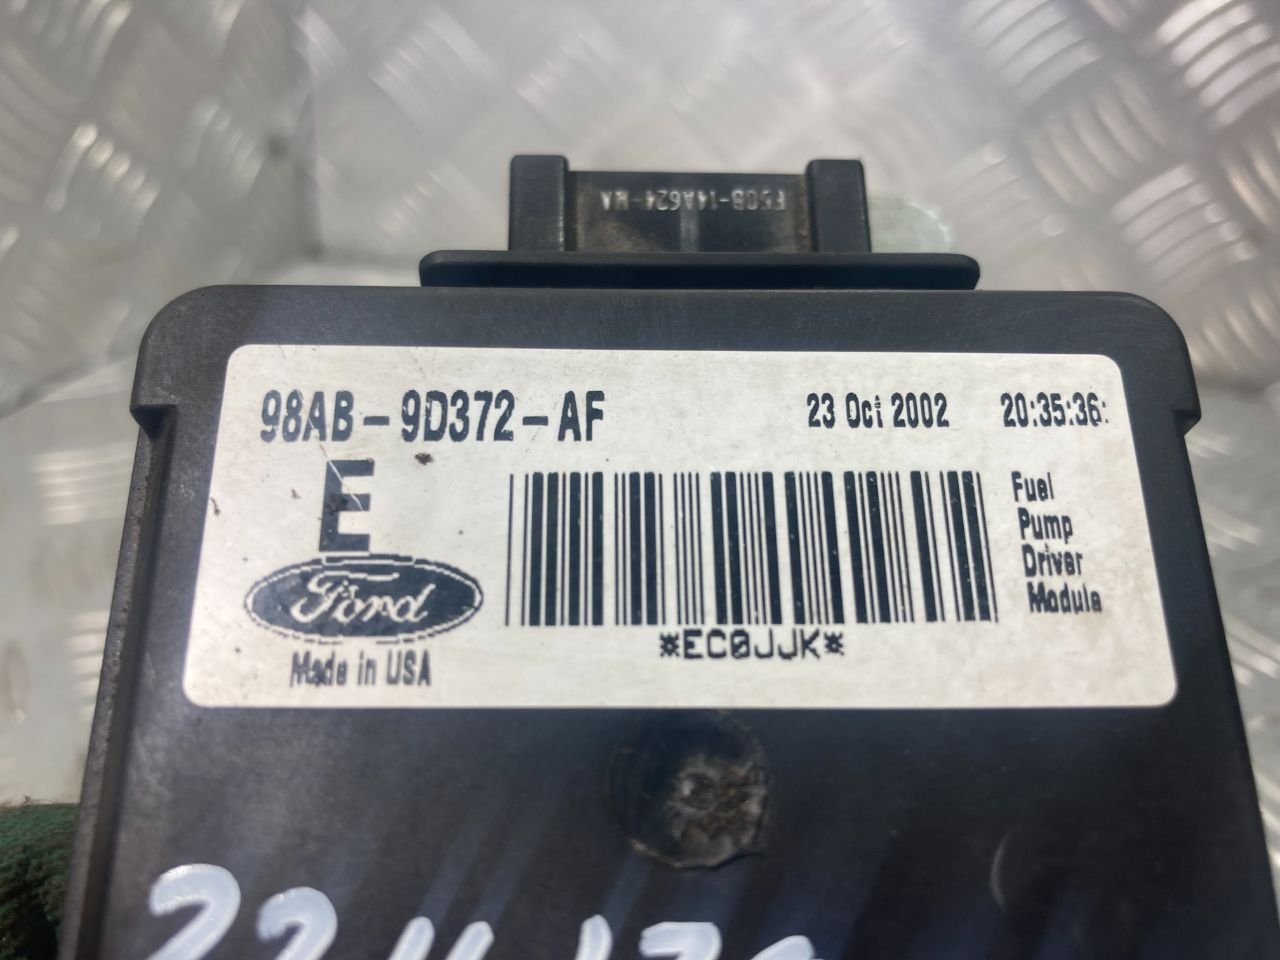 F50B-14A624-MA
98AB-9D372-AF
23 Oct 2002 20:35:36:
E
Ford
Made in USA
*EC0JJK*
Fuel
Pump
Driver
Module